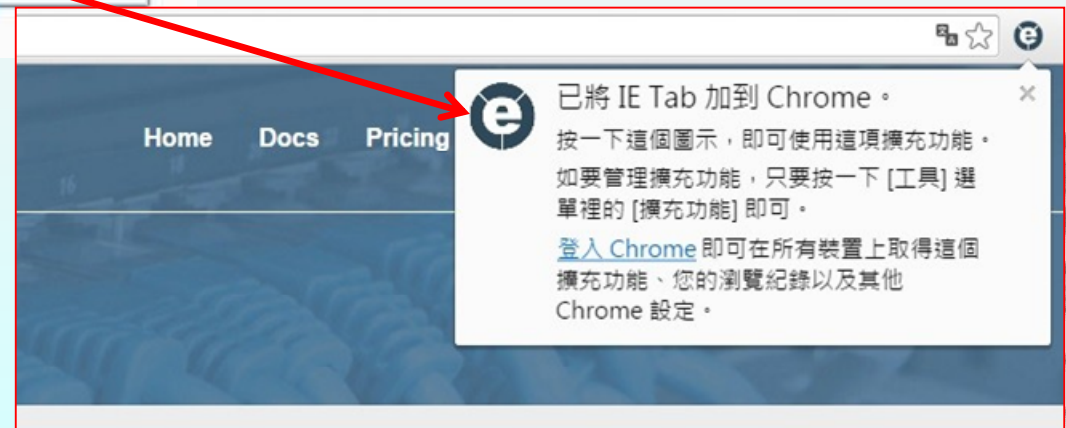 Home Docs Pricing
已將 IE Tab 加到 Chrome。
按一下這個圖示，即可使用這項擴充功能。
如要管理擴充功能，只要按一下 [工具] 選
單裡的 [擴充功能] 即可。
登入 Chrome 即可在所有裝置上取得這個
擴充功能、您的瀏覽紀錄以及其他
Chrome 設定。